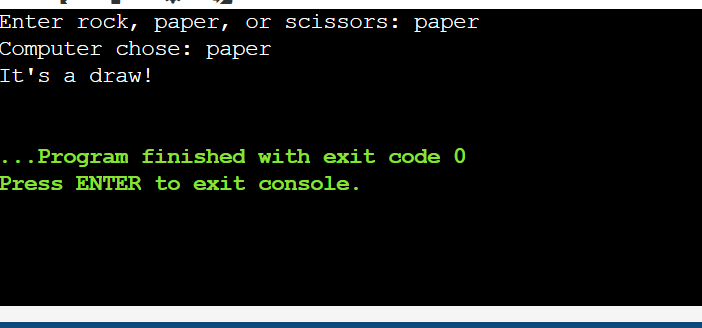 Enter rock, paper, or scissors: paper
Computer chose: paper
It's a draw!
...Program finished with exit code 0
Press ENTER to exit console.